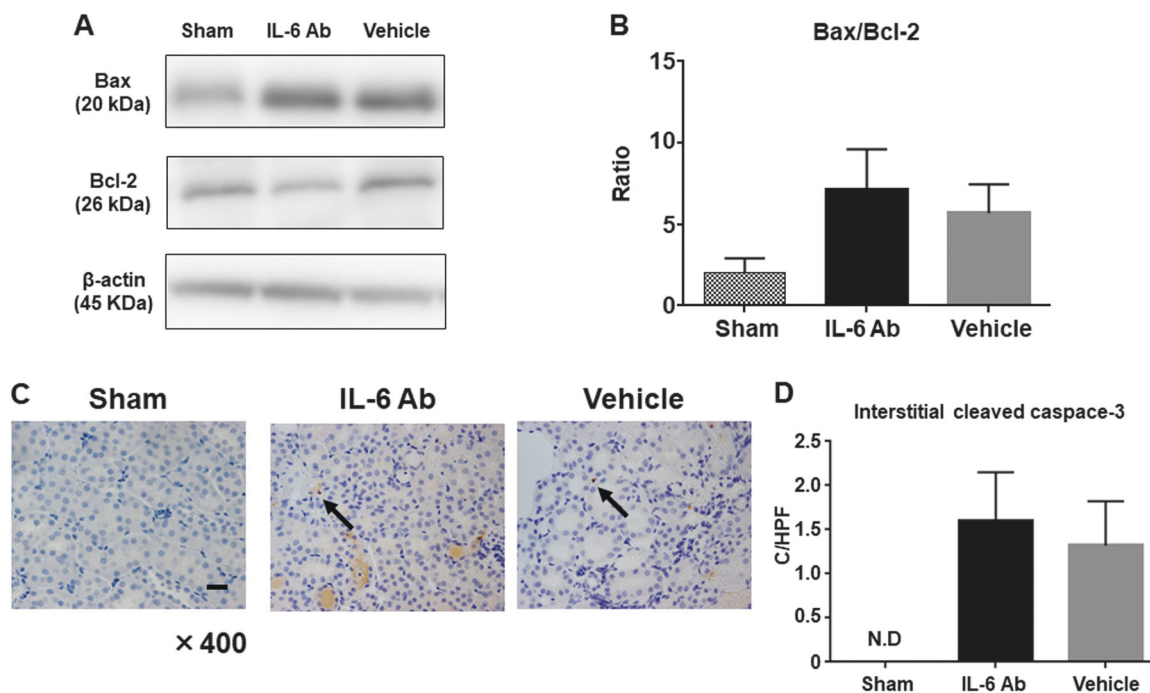 A
Sham IL-6 Ab Vehicle
Bax
(20 kDa)
Bcl-2
(26 kDa)
β-actin
(45 KDa)
B
Bax/Bcl-2
Ratio
15
10
5
0
Sham IL-6 Ab Vehicle
C
Sham IL-6 Ab Vehicle
×400
D
Interstitial cleaved caspace-3
C/HPF
2.5
2.0
1.5
1.0
0.5
0
N.D
Sham IL-6 Ab Vehicle